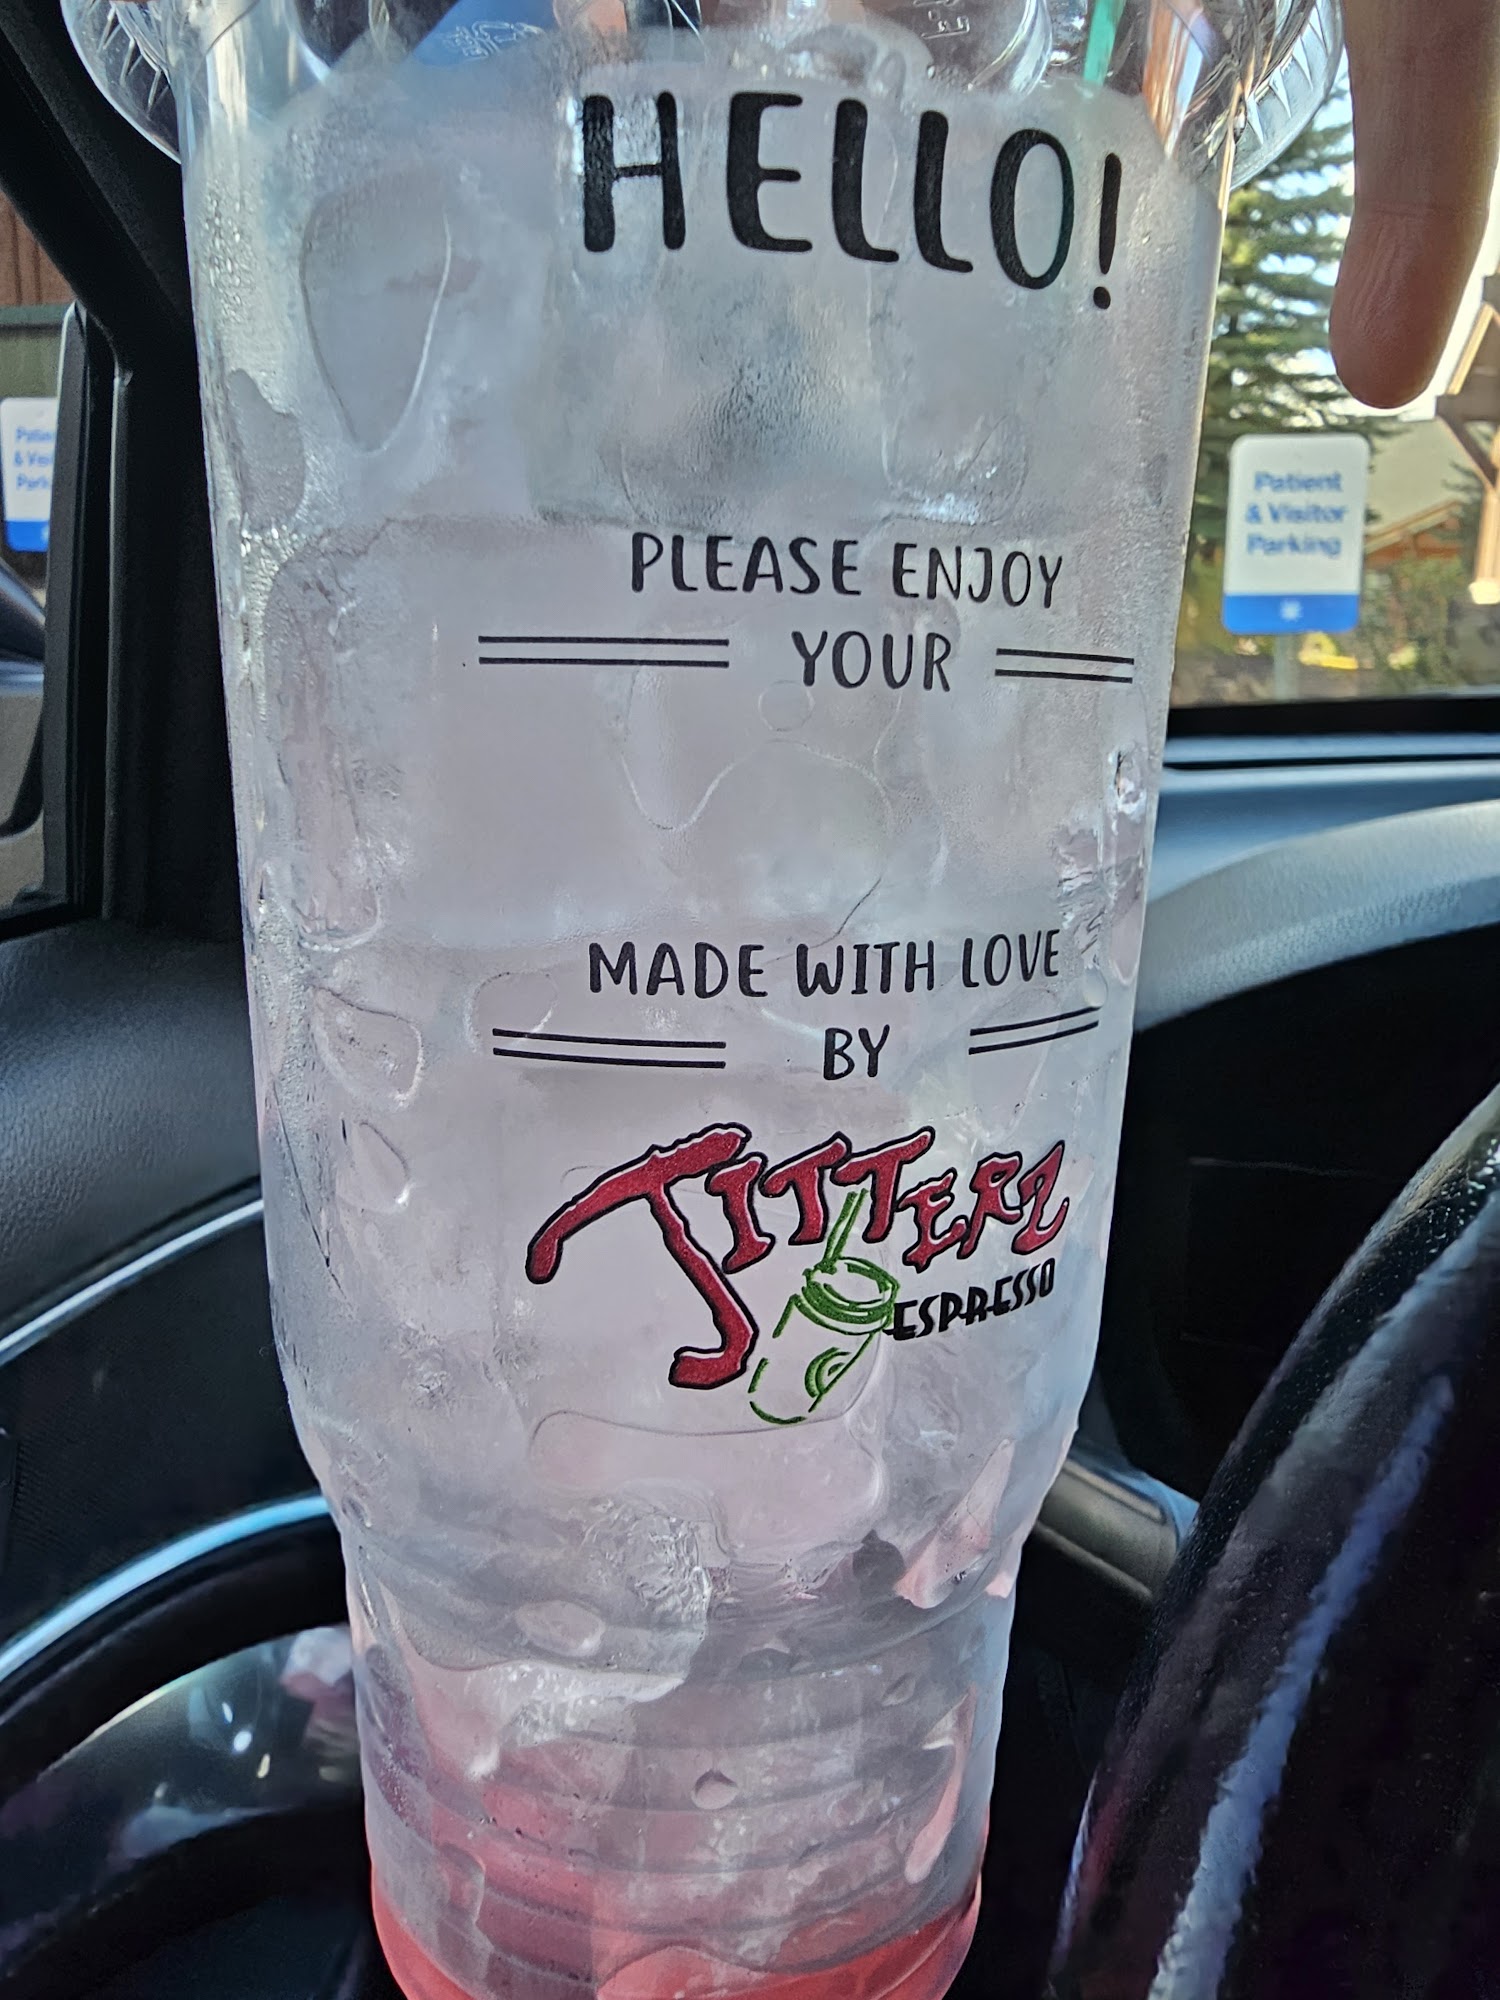 HELLO!
PLEASE ENJOY
YOUR
MADE WITH LOVE
BY
JITTERZ
ESPRESSO
Patient
& Visitor
Parking